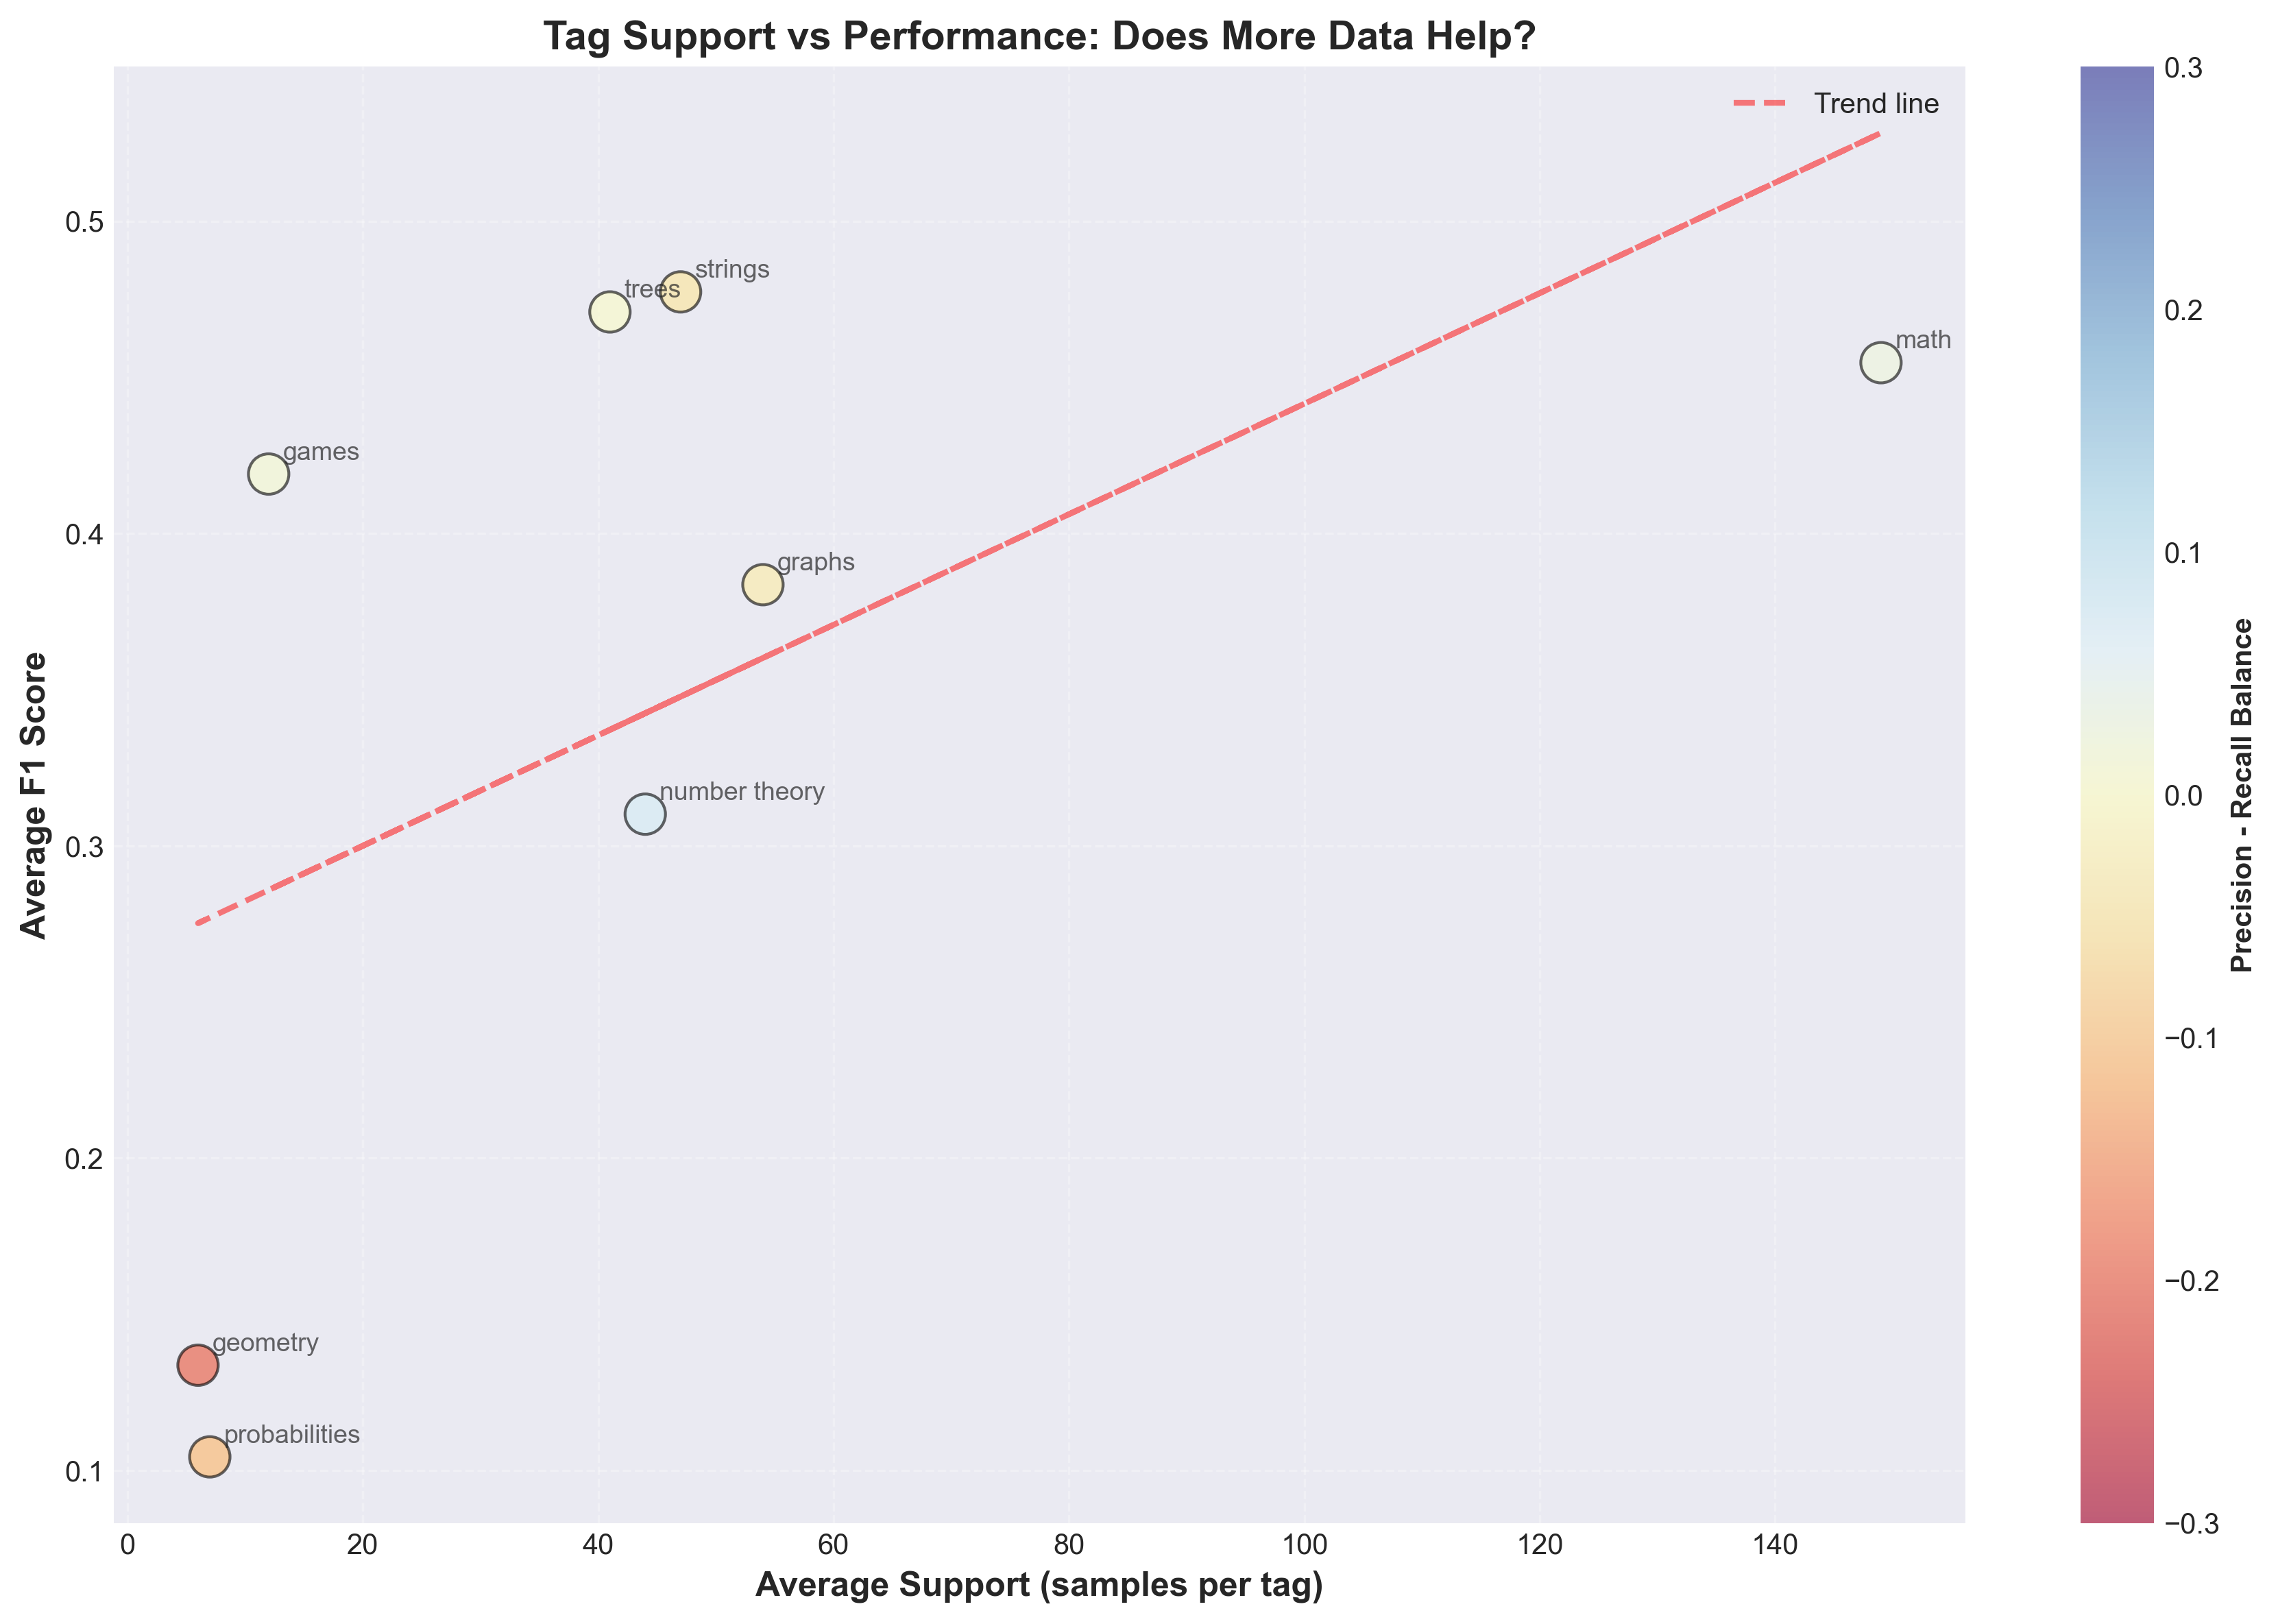 Tag Support vs Performance: Does More Data Help?
Trend line
0.5
0.4
0.3
0.2
0.1
Average F1 Score
strings
trees
math
games
graphs
number theory
geometry
probabilities
0
20
40
60
80
100
120
140
Average Support (samples per tag)
0.3
0.2
0.1
0.0
−0.1
−0.2
−0.3
Precision - Recall Balance